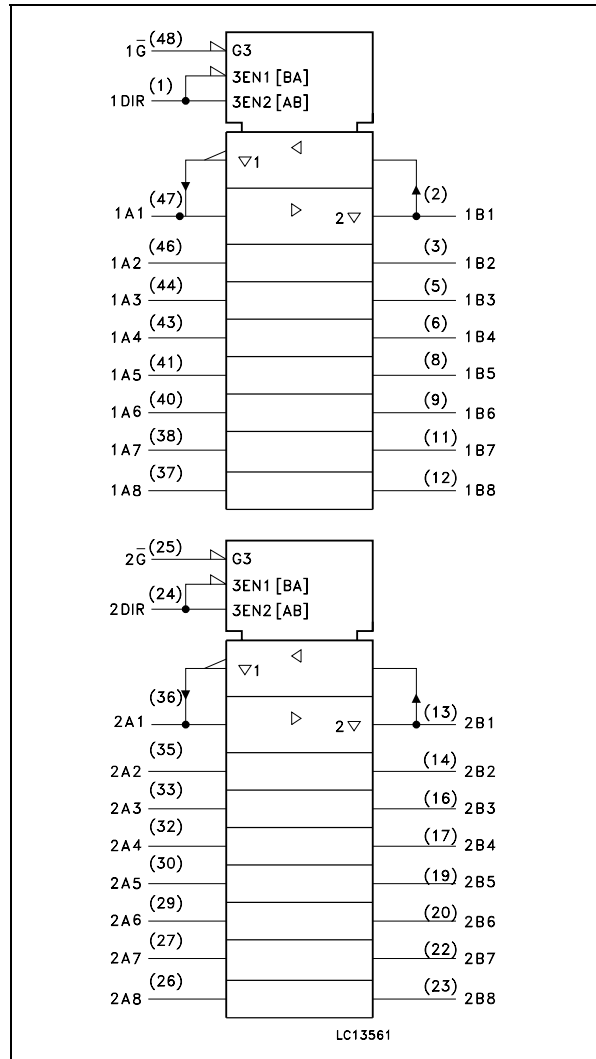 1G̅ (48) G3
3EN1 [BA]
1DIR (1) 3EN2 [AB]
◁
▽1
1A1 (47) ▷ 2▽ (2) 1B1
1A2 (46) (3) 1B2
1A3 (44) (5) 1B3
1A4 (43) (6) 1B4
1A5 (41) (8) 1B5
1A6 (40) (9) 1B6
1A7 (38) (11) 1B7
1A8 (37) (12) 1B8
2G̅ (25) G3
3EN1 [BA]
2DIR (24) 3EN2 [AB]
◁
▽1
2A1 (36) ▷ 2▽ (13) 2B1
2A2 (35) (14) 2B2
2A3 (33) (16) 2B3
2A4 (32) (17) 2B4
2A5 (30) (19) 2B5
2A6 (29) (20) 2B6
2A7 (27) (22) 2B7
2A8 (26) (23) 2B8
LC13561